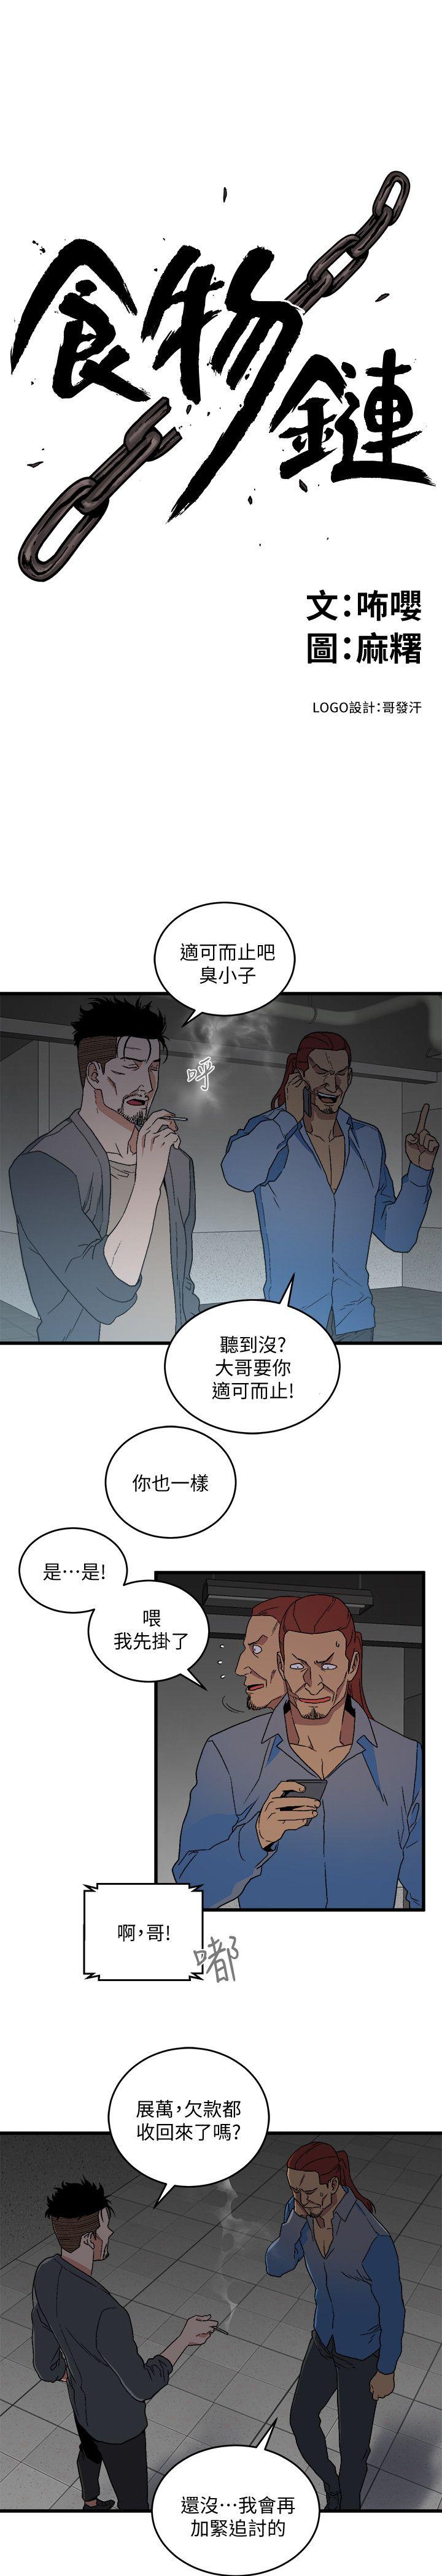 食物鏈
文：咘嚶
圖：麻糬
LOGO設計：哥發汗
適可而止吧
臭小子
呼
聽到沒？
大哥要你
適可而止！
你也一樣
是…是！
喂
我先掛了
啊，哥！
嘟
展萬，欠款都
收回來了嗎？
還沒…我會再
加緊追討的